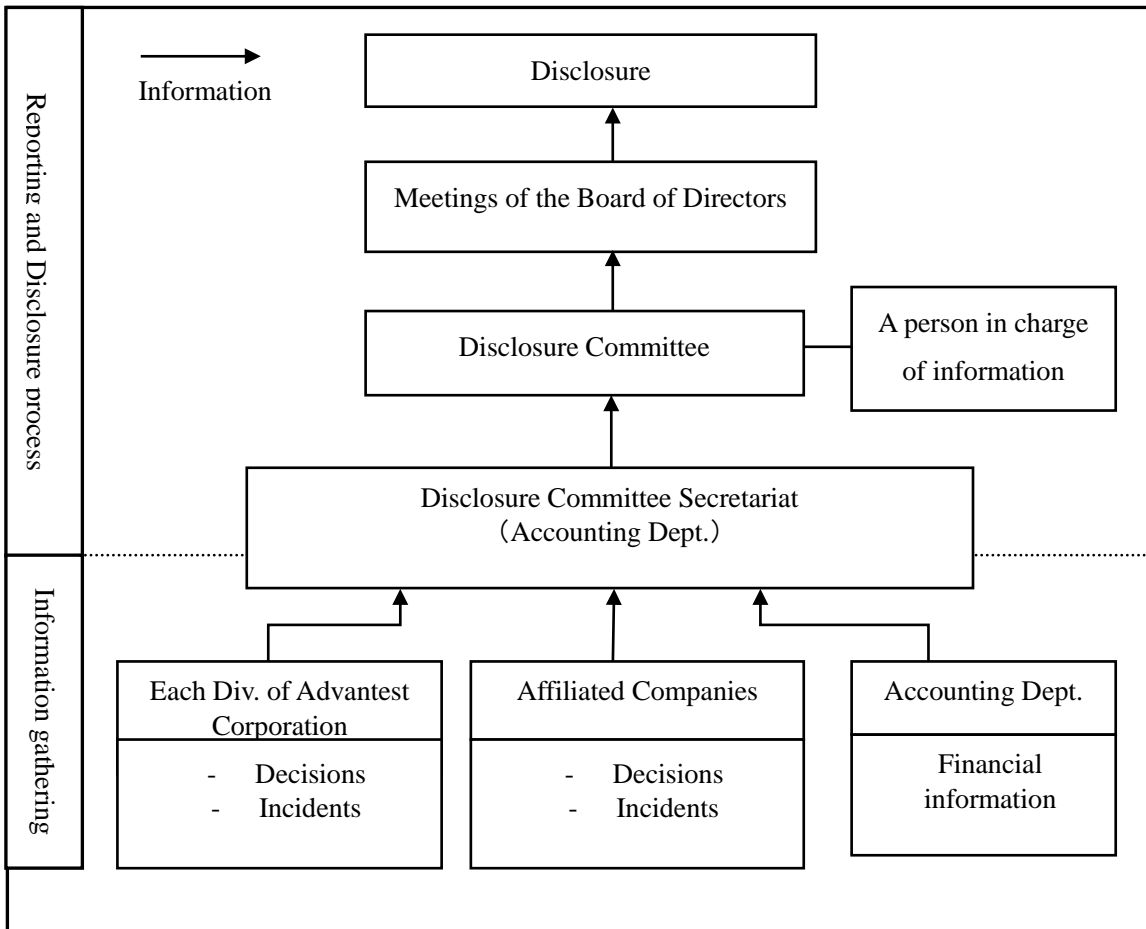 Reporting and Disclosure process
Information
Disclosure
Meetings of the Board of Directors
Disclosure Committee
A person in charge
of information
Disclosure Committee Secretariat
（Accounting Dept.）
Information gathering
Each Div. of Advantest
Corporation
- Decisions
- Incidents
Affiliated Companies
- Decisions
- Incidents
Accounting Dept.
Financial
information